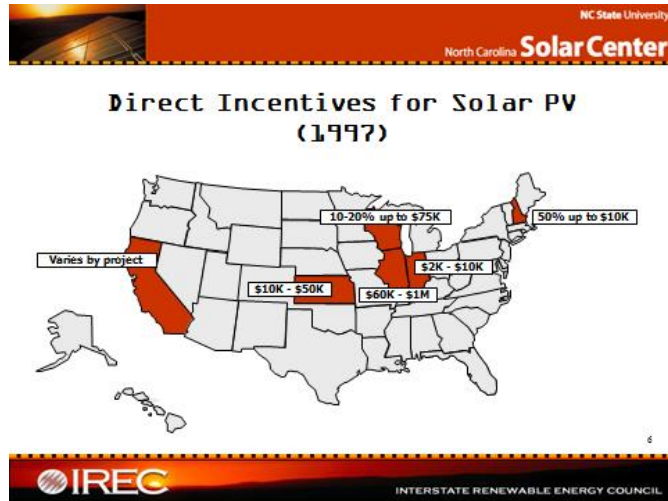 NC State University
North Carolina Solar Center
Direct Incentives for Solar PV
(1997)
10-20% up to $75K
50% up to $10K
Varies by project
$2K - $10K
$10K - $50K
$60K - $1M
6
IREC
INTERSTATE RENEWABLE ENERGY COUNCIL